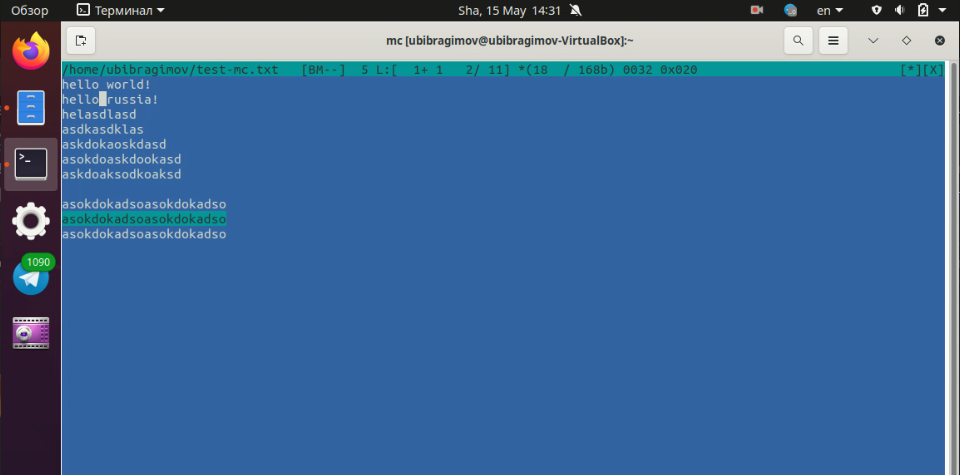 Обзор Терминал Sha, 15 May 14:31 en
mc [ubibragimov@ubibragimov-VirtualBox]:~
/home/ubibragimov/test-mc.txt [BM--] 5 L:[ 1+ 1 2/ 11] *(18 / 168b) 0032 0x020 [*][X]
hello world!
hello russia!
helasdlasd
asdkasdklas
askdokaoskdasd
asokdoaskdookasd
askdoaksodkoaksd
asokdokadsoasokdokadso
asokdokadsoasokdokadso
asokdokadsoasokdokadso
1090